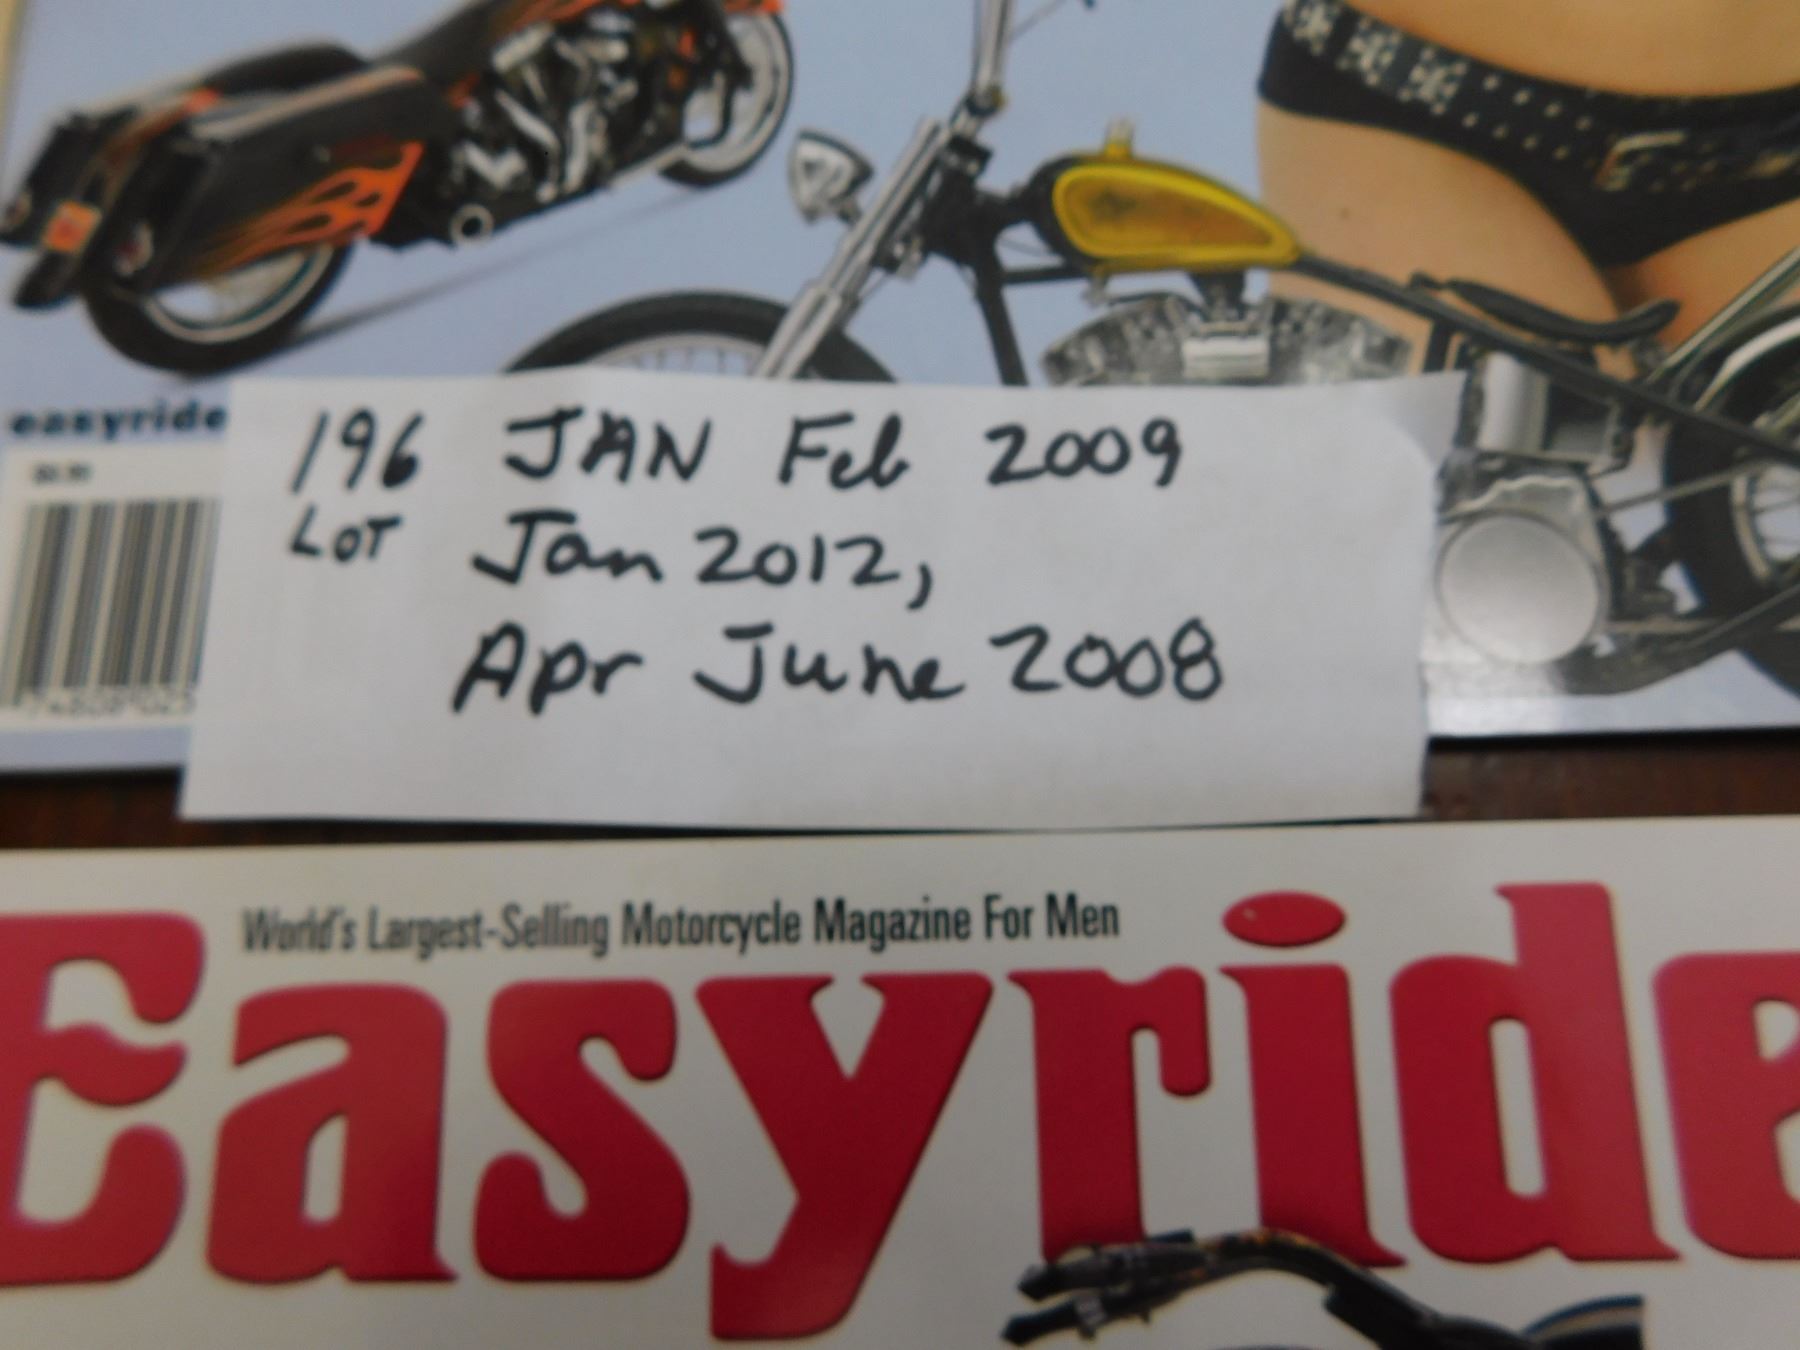 easyride
196 JAN Feb 2009
LOT Jan 2012,
Apr June 2008
World's Largest-Selling Motorcycle Magazine For Men
Easyride